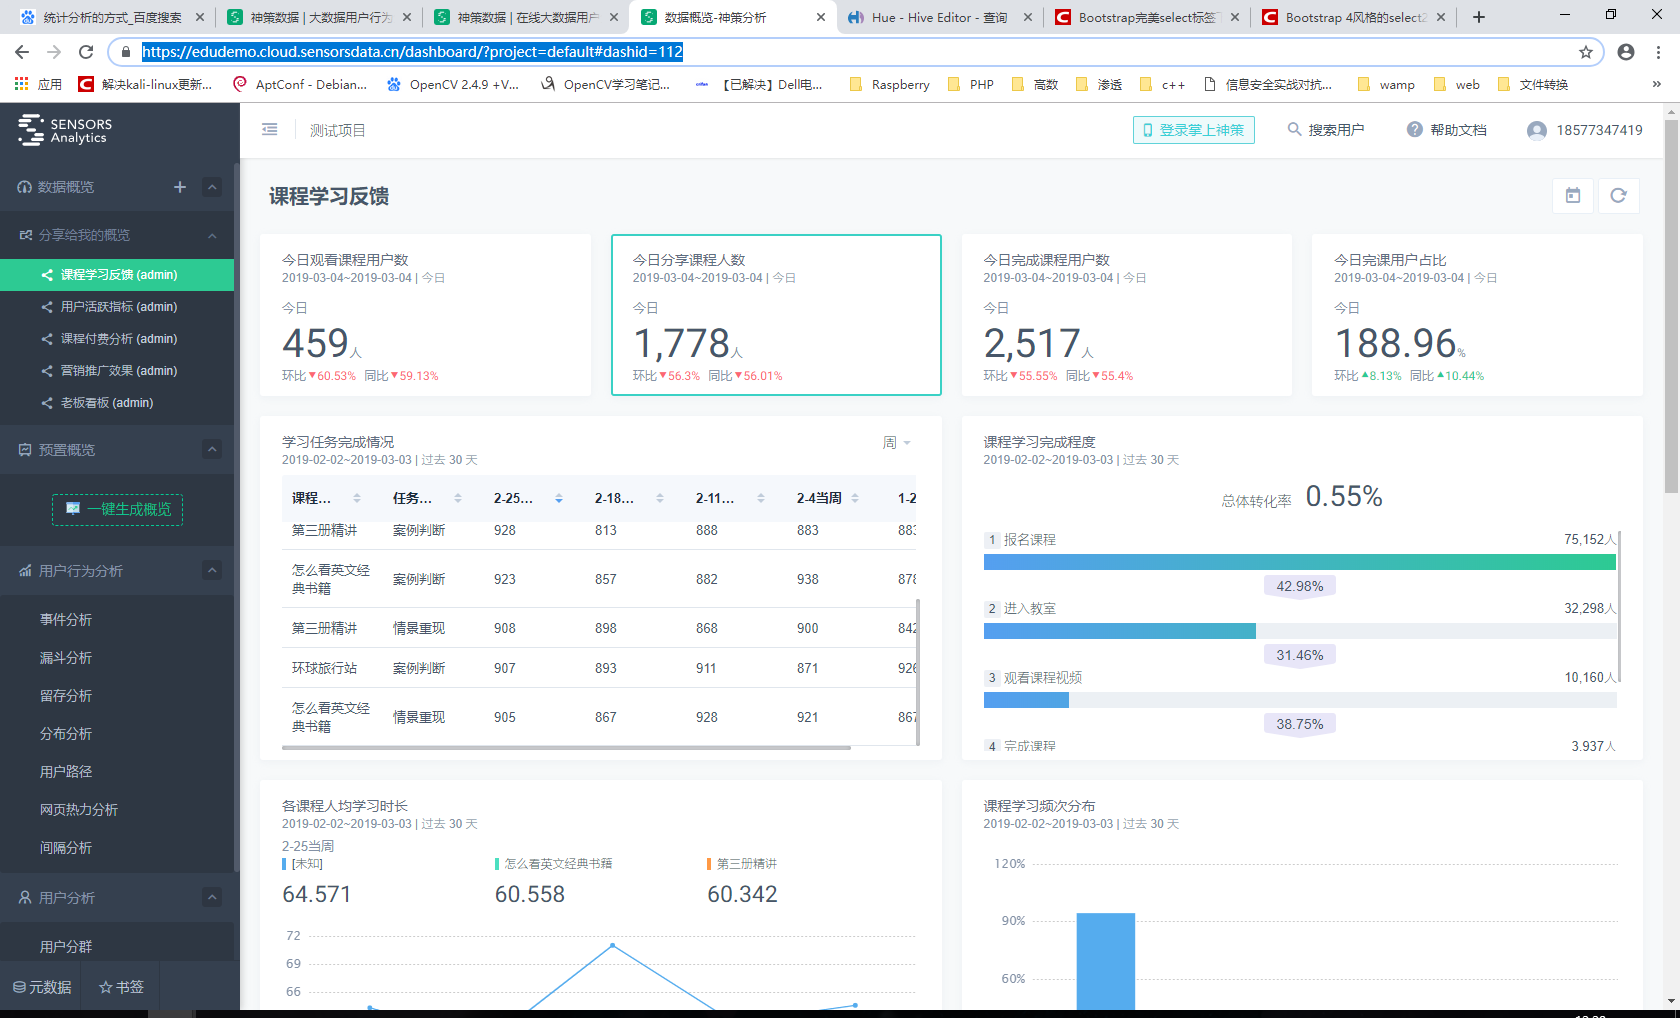 统计分析的方式_百度搜索
神策数据 | 大数据用户行为
神策数据 | 在线大数据用户
数据概览-神策分析
Hue - Hive Editor - 查询
Bootstrap完美select标签下
Bootstrap 4风格的select2
https://edudemo.cloud.sensorsdata.cn/dashboard/?project=default#dashid=112
应用
解决kali-linux更新...
AptConf - Debian...
OpenCV 2.4.9 +V...
OpenCV学习笔记...
【已解决】Dell电...
Raspberry
PHP
高数
渗透
c++
信息安全实战对抗...
wamp
web
文件转换
»
SENSORS
Analytics
测试项目
登录掌上神策
搜索用户
帮助文档
18577347419
数据概览
分享给我的概览
课程学习反馈 (admin)
用户活跃指标 (admin)
课程付费分析 (admin)
营销推广效果 (admin)
老板看板 (admin)
预置概览
一键生成概览
用户行为分析
事件分析
漏斗分析
留存分析
分布分析
用户路径
网页热力分析
间隔分析
用户分析
用户分群
元数据
书签
课程学习反馈
今日观看课程用户数
2019-03-04~2019-03-04 | 今日
今日
459人
环比▼60.53% 同比▼59.13%
今日分享课程人数
2019-03-04~2019-03-04 | 今日
今日
1,778人
环比▼56.3% 同比▼56.01%
今日完成课程用户数
2019-03-04~2019-03-04 | 今日
今日
2,517人
环比▼55.55% 同比▼55.4%
今日完课用户占比
2019-03-04~2019-03-04 | 今日
今日
188.96%
环比▲8.13% 同比▲10.44%
学习任务完成情况
周
2019-02-02~2019-03-03 | 过去 30 天
课程... 任务... 2-25... 2-18... 2-11... 2-4当周 1-2
第三册精讲 案例判断 928 813 888 883 883
怎么看英文经典书籍 案例判断 923 857 882 938 878
第三册精讲 情景重现 908 898 868 900 842
环球旅行站 案例判断 907 893 911 871 926
怎么看英文经典书籍 情景重现 905 867 928 921 867
课程学习完成程度
2019-02-02~2019-03-03 | 过去 30 天
总体转化率 0.55%
1 报名课程 75,152人
42.98%
2 进入教室 32,298人
31.46%
3 观看课程视频 10,160人
38.75%
4 完成课程 3,937人
各课程人均学习时长
2019-02-02~2019-03-03 | 过去 30 天
2-25当周
[未知]
怎么看英文经典书籍
第三册精讲
64.571
60.558
60.342
72
69
66
课程学习频次分布
2019-02-02~2019-03-03 | 过去 30 天
120%
90%
60%